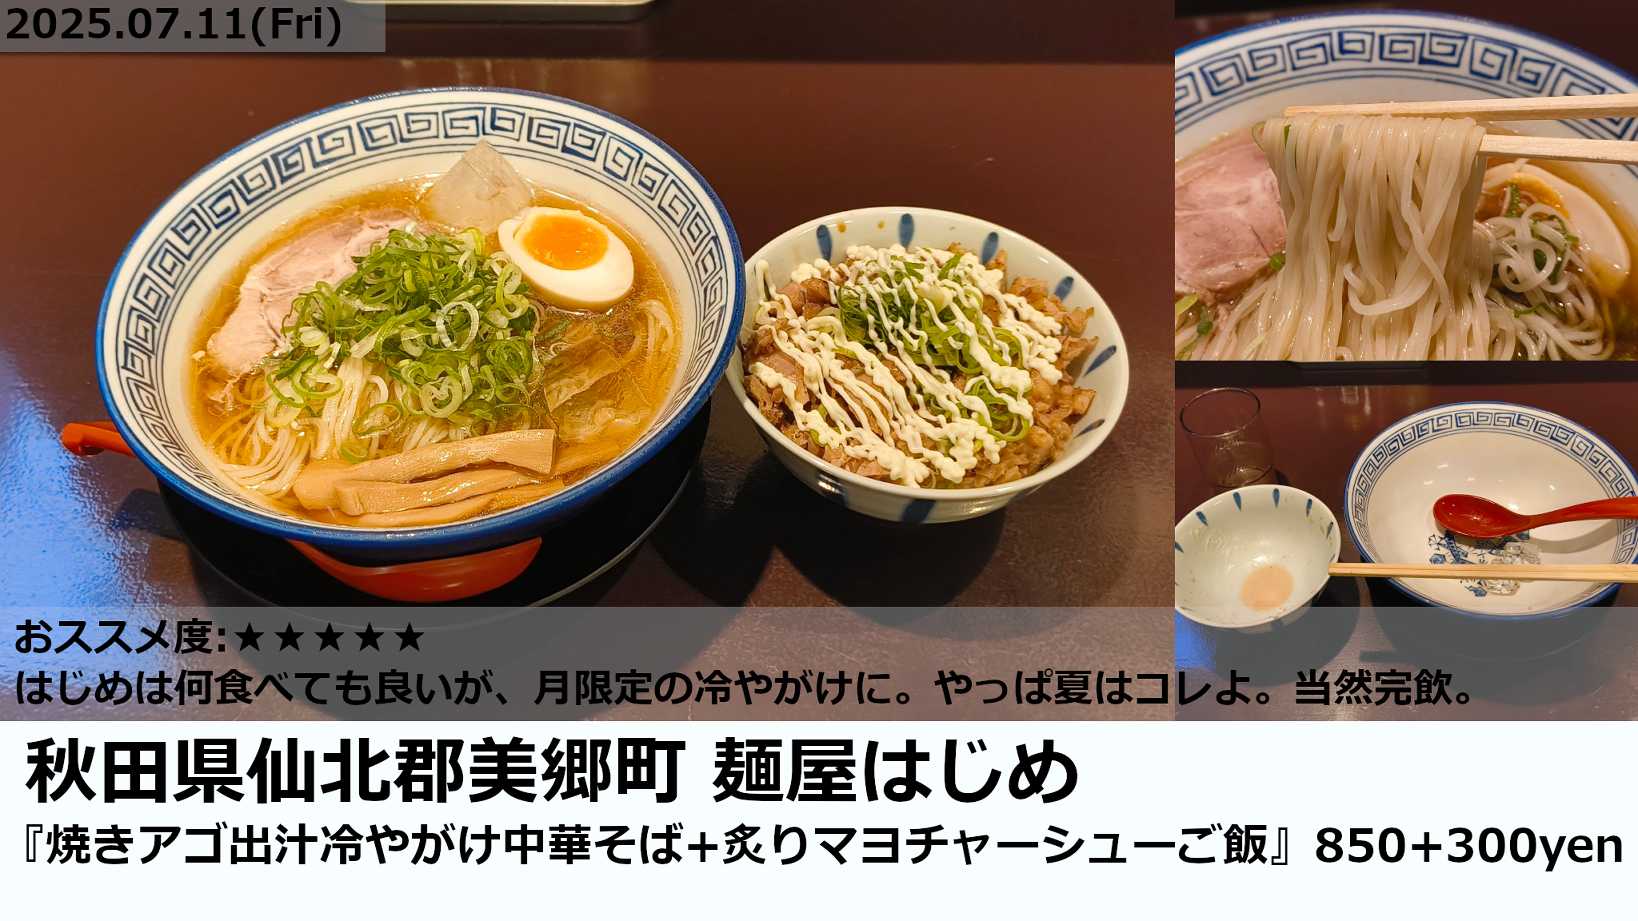 2025.07.11(Fri)
おススメ度:★★★★★
はじめは何食べても良いが、月限定の冷やがけに。やっぱ夏はコレよ。当然完飲。
秋田県仙北郡美郷町 麺屋はじめ
『焼きアゴ出汁冷やがけ中華そば+炙りマヨチャーシューご飯』850+300yen